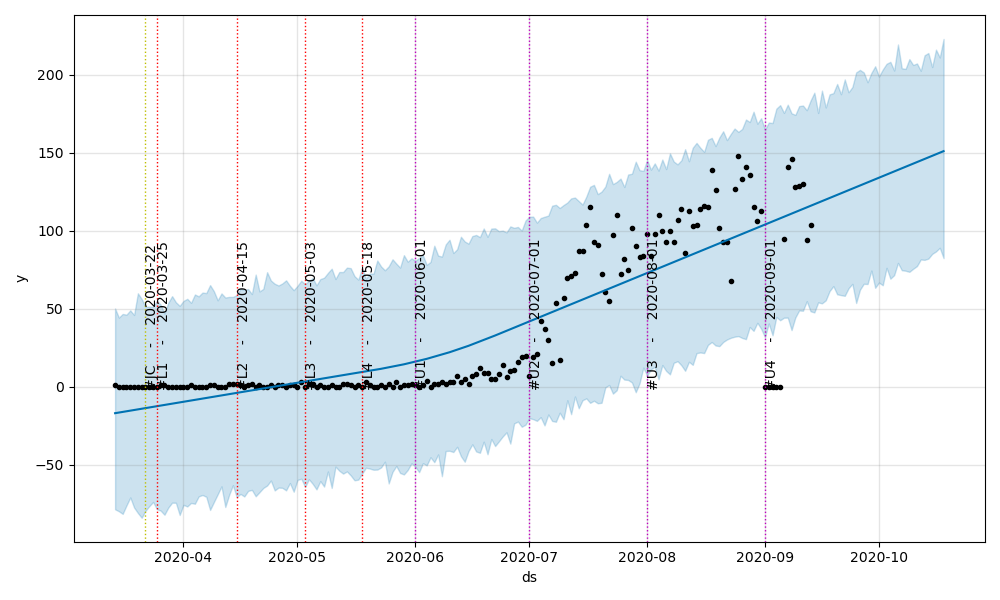 200
150
100
50
0
−50
y
#JC - 2020-03-22
#L1 - 2020-03-25
#L2 - 2020-04-15
#L3 - 2020-05-03
#L4 - 2020-05-18
#U1 - 2020-06-01
#U2 - 2020-07-01
#U3 - 2020-08-01
#U4 - 2020-09-01
2020-04
2020-05
2020-06
2020-07
2020-08
2020-09
2020-10
ds